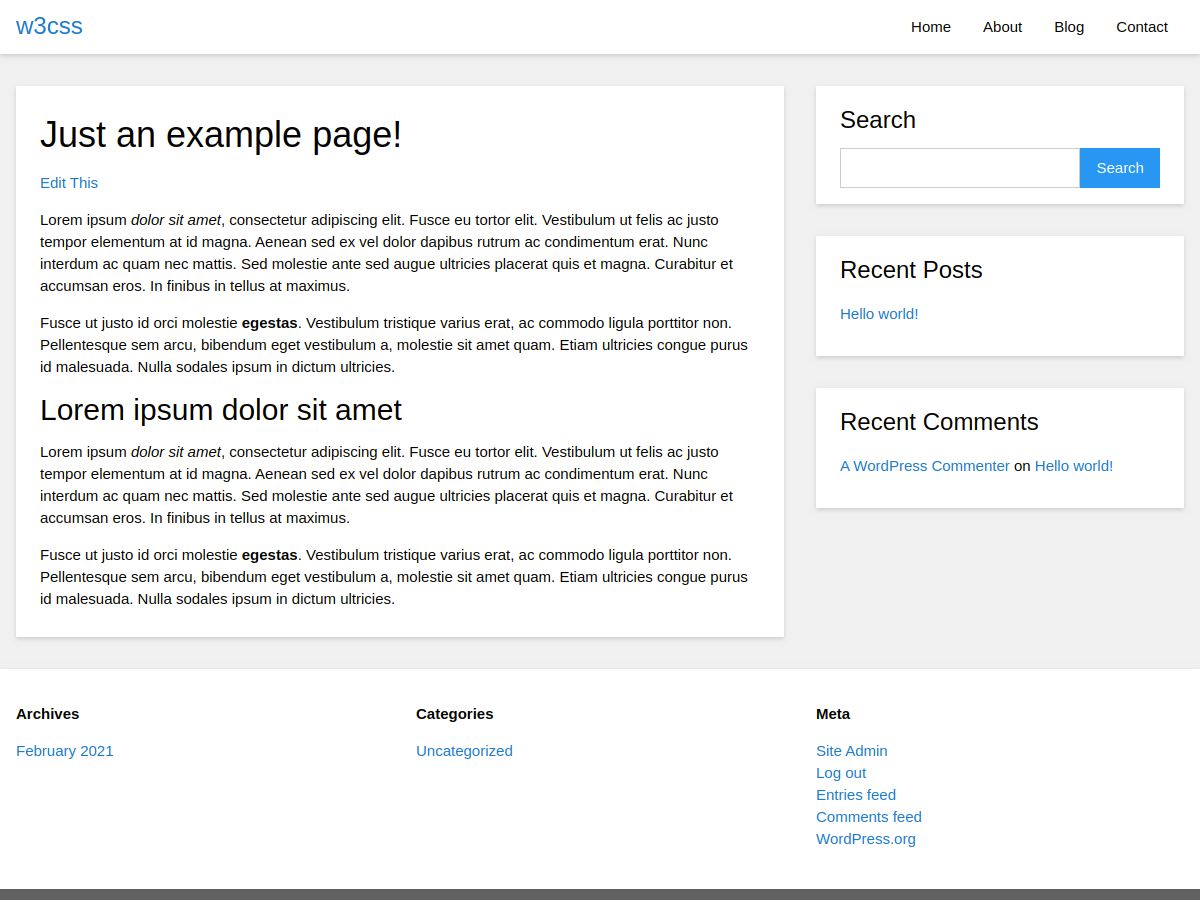 w3css
Home About Blog Contact
Just an example page!
Edit This
Lorem ipsum dolor sit amet, consectetur adipiscing elit. Fusce eu tortor elit. Vestibulum ut felis ac justo
tempor elementum at id magna. Aenean sed ex vel dolor dapibus rutrum ac condimentum erat. Nunc
interdum ac quam nec mattis. Sed molestie ante sed augue ultricies placerat quis et magna. Curabitur et
accumsan eros. In finibus in tellus at maximus.
Fusce ut justo id orci molestie egestas. Vestibulum tristique varius erat, ac commodo ligula porttitor non.
Pellentesque sem arcu, bibendum eget vestibulum a, molestie sit amet quam. Etiam ultricies congue purus
id malesuada. Nulla sodales ipsum in dictum ultricies.
Lorem ipsum dolor sit amet
Lorem ipsum dolor sit amet, consectetur adipiscing elit. Fusce eu tortor elit. Vestibulum ut felis ac justo
tempor elementum at id magna. Aenean sed ex vel dolor dapibus rutrum ac condimentum erat. Nunc
interdum ac quam nec mattis. Sed molestie ante sed augue ultricies placerat quis et magna. Curabitur et
accumsan eros. In finibus in tellus at maximus.
Fusce ut justo id orci molestie egestas. Vestibulum tristique varius erat, ac commodo ligula porttitor non.
Pellentesque sem arcu, bibendum eget vestibulum a, molestie sit amet quam. Etiam ultricies congue purus
id malesuada. Nulla sodales ipsum in dictum ultricies.
Search
Search
Recent Posts
Hello world!
Recent Comments
A WordPress Commenter on Hello world!
Archives
February 2021
Categories
Uncategorized
Meta
Site Admin
Log out
Entries feed
Comments feed
WordPress.org